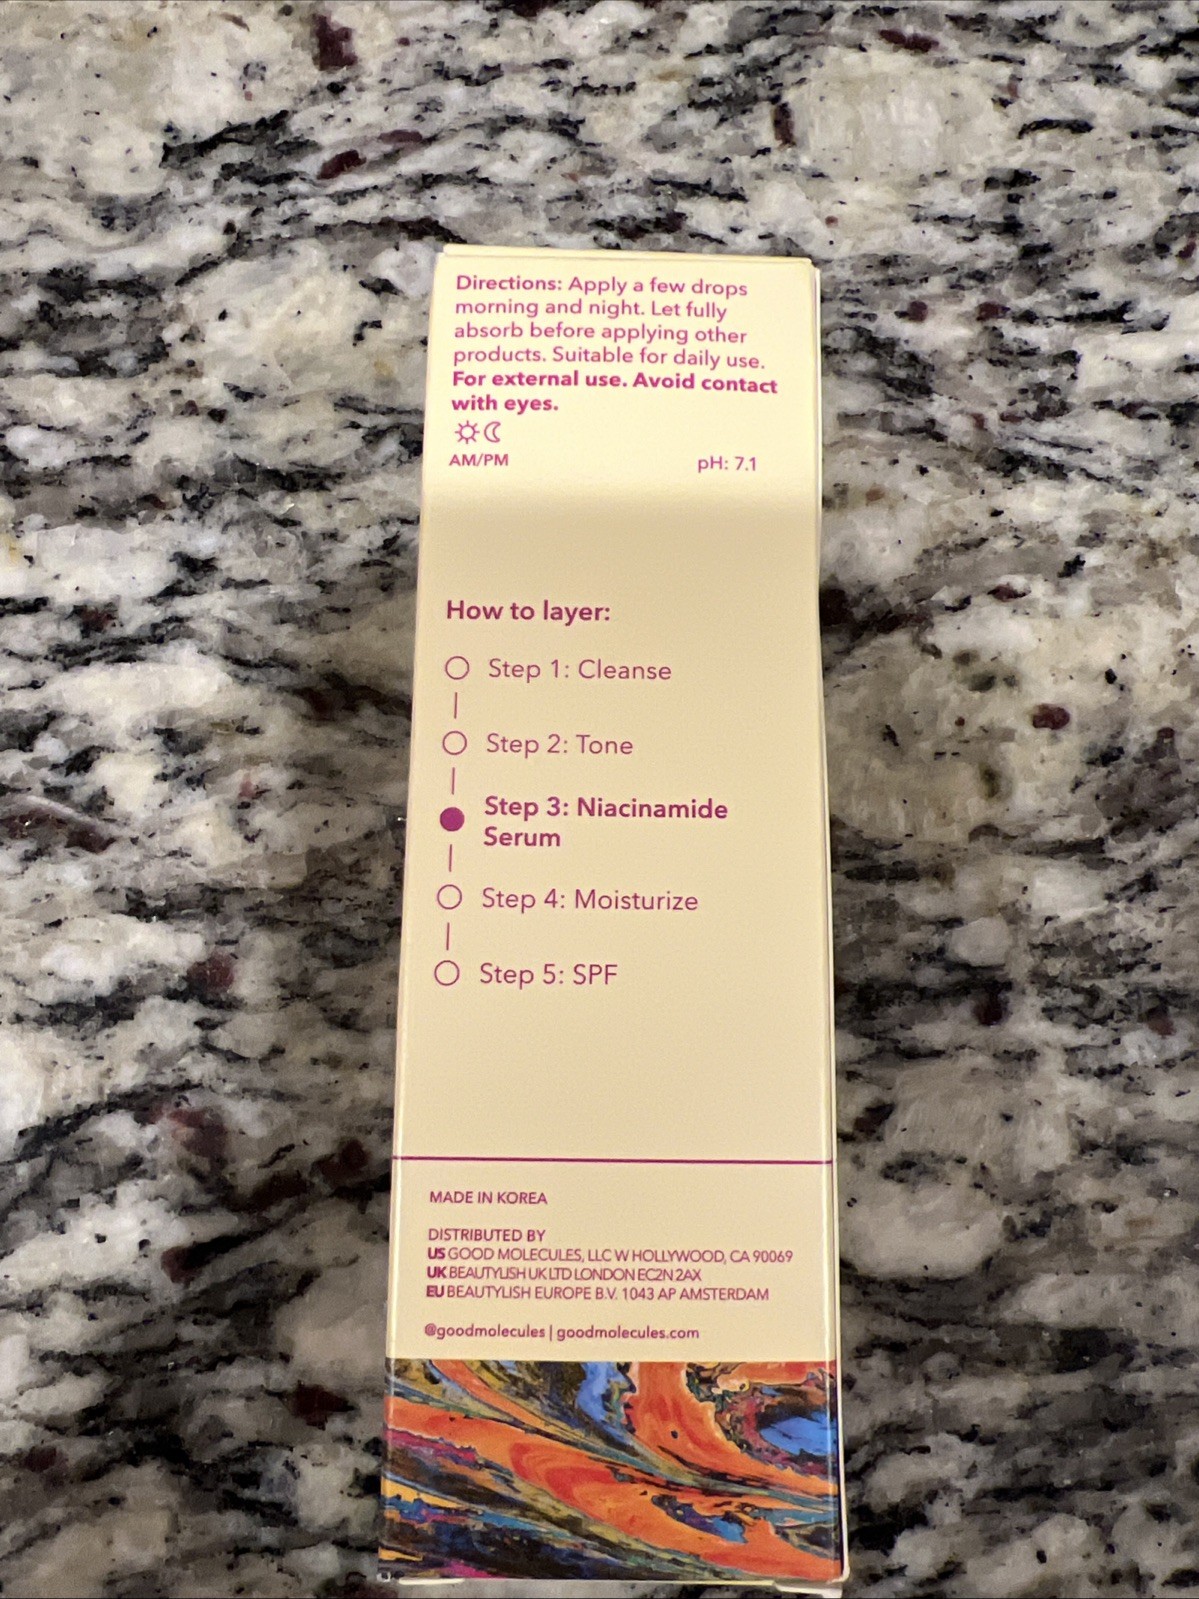 Directions: Apply a few drops
morning and night. Let fully
absorb before applying other
products. Suitable for daily use.
For external use. Avoid contact
with eyes.
AM/PM
pH: 7.1
How to layer:
Step 1: Cleanse
Step 2: Tone
Step 3: Niacinamide
Serum
Step 4: Moisturize
Step 5: SPF
MADE IN KOREA
DISTRIBUTED BY
US GOOD MOLECULES, LLC W HOLLYWOOD, CA 90069
UK BEAUTYLISH UK LTD LONDON EC2N 2AX
EU BEAUTYLISH EUROPE B.V. 1043 AP AMSTERDAM
@goodmolecules | goodmolecules.com